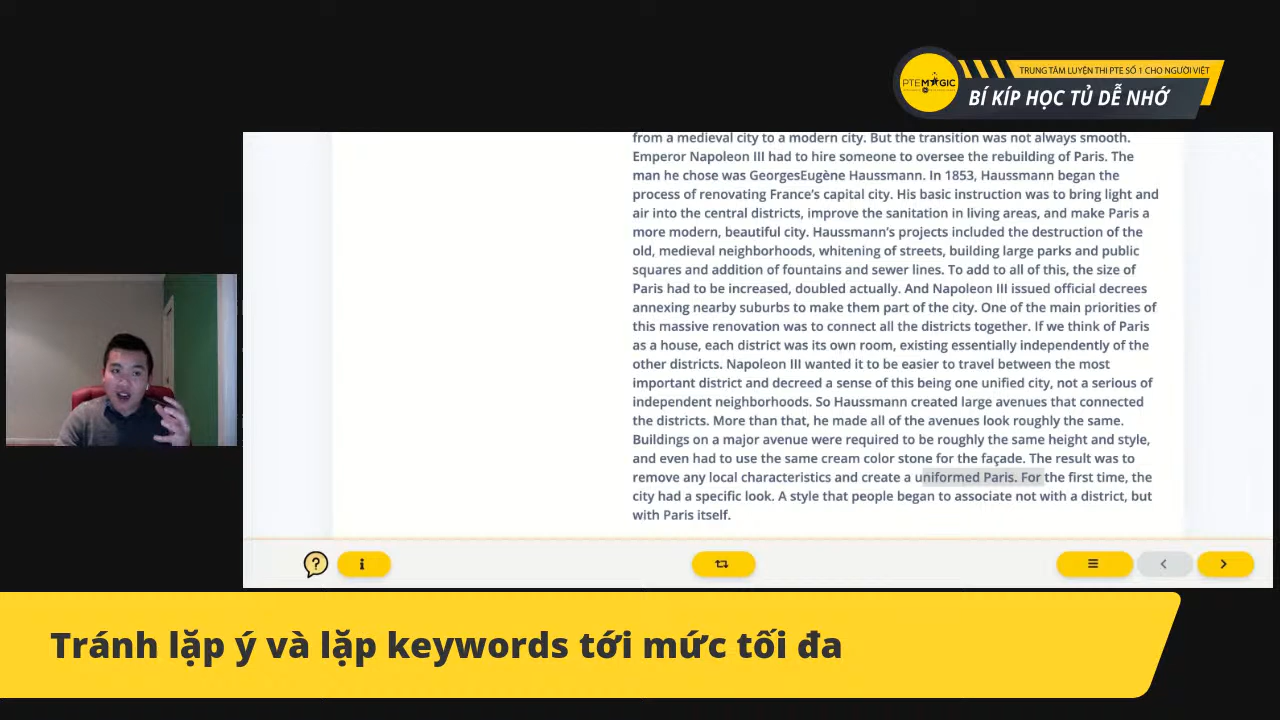 TRUNG TÂM LUYỆN THI PTE SỐ 1 CHO NGƯỜI VIỆT
PTEMAGIC
BÍ KÍP HỌC TỦ DỄ NHỚ
from a medieval city to a modern city. But the transition was not always smooth.
Emperor Napoleon III had to hire someone to oversee the rebuilding of Paris. The
man he chose was GeorgesEugène Haussmann. In 1853, Haussmann began the
process of renovating France's capital city. His basic instruction was to bring light and
air into the central districts, improve the sanitation in living areas, and make Paris a
more modern, beautiful city. Haussmann's projects included the destruction of the
old, medieval neighborhoods, whitening of streets, building large parks and public
squares and addition of fountains and sewer lines. To add to all of this, the size of
Paris had to be increased, doubled actually. And Napoleon III issued official decrees
annexing nearby suburbs to make them part of the city. One of the main priorities of
this massive renovation was to connect all the districts together. If we think of Paris
as a house, each district was its own room, existing essentially independently of the
other districts. Napoleon III wanted it to be easier to travel between the most
important district and decreed a sense of this being one unified city, not a serious of
independent neighborhoods. So Haussmann created large avenues that connected
the districts. More than that, he made all of the avenues look roughly the same.
Buildings on a major avenue were required to be roughly the same height and style,
and even had to use the same cream color stone for the façade. The result was to
remove any local characteristics and create a uniformed Paris. For the first time, the
city had a specific look. A style that people began to associate not with a district, but
with Paris itself.
Tránh lặp ý và lặp keywords tới mức tối đa